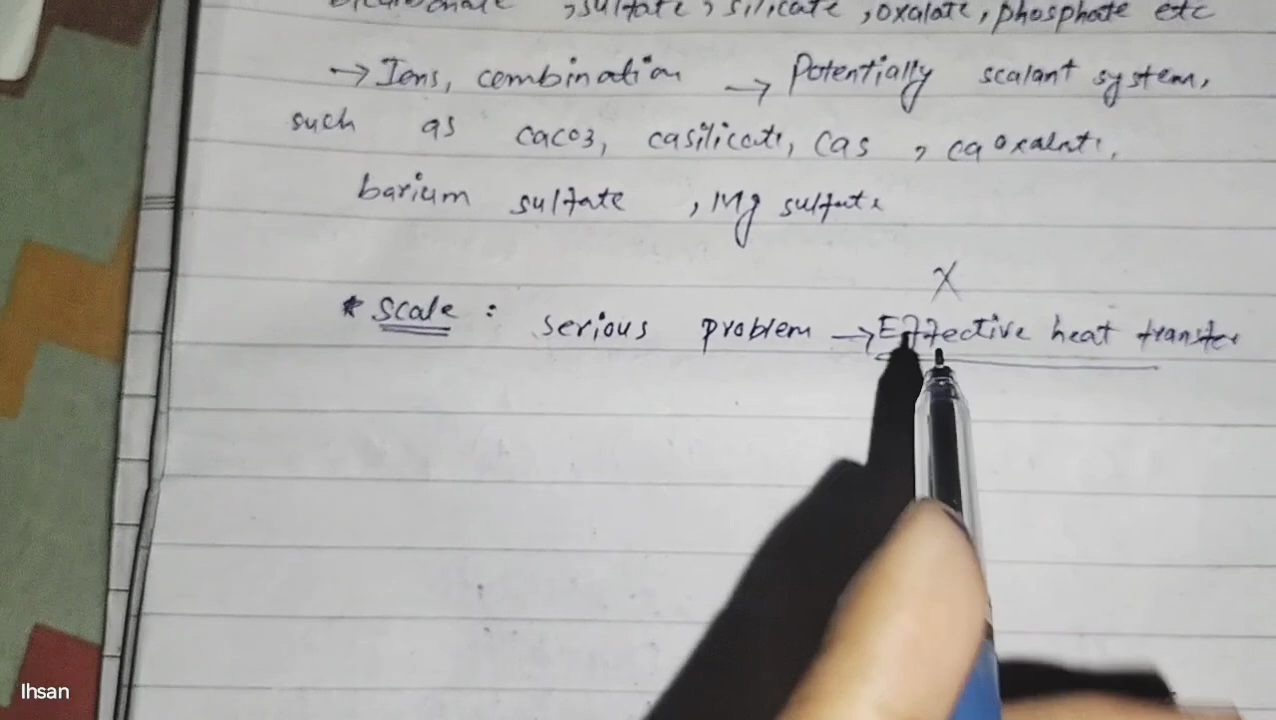 bicarbonate , sulfate , silicate , oxalate , phosphate etc
→ Ions, combination → Potentially scalant system,
such as caco3, casilicate, cas , ca oxalate,
barium sulfate , Mg sulfate
X
* scale : serious problem → Effective heat transfer
Ihsan